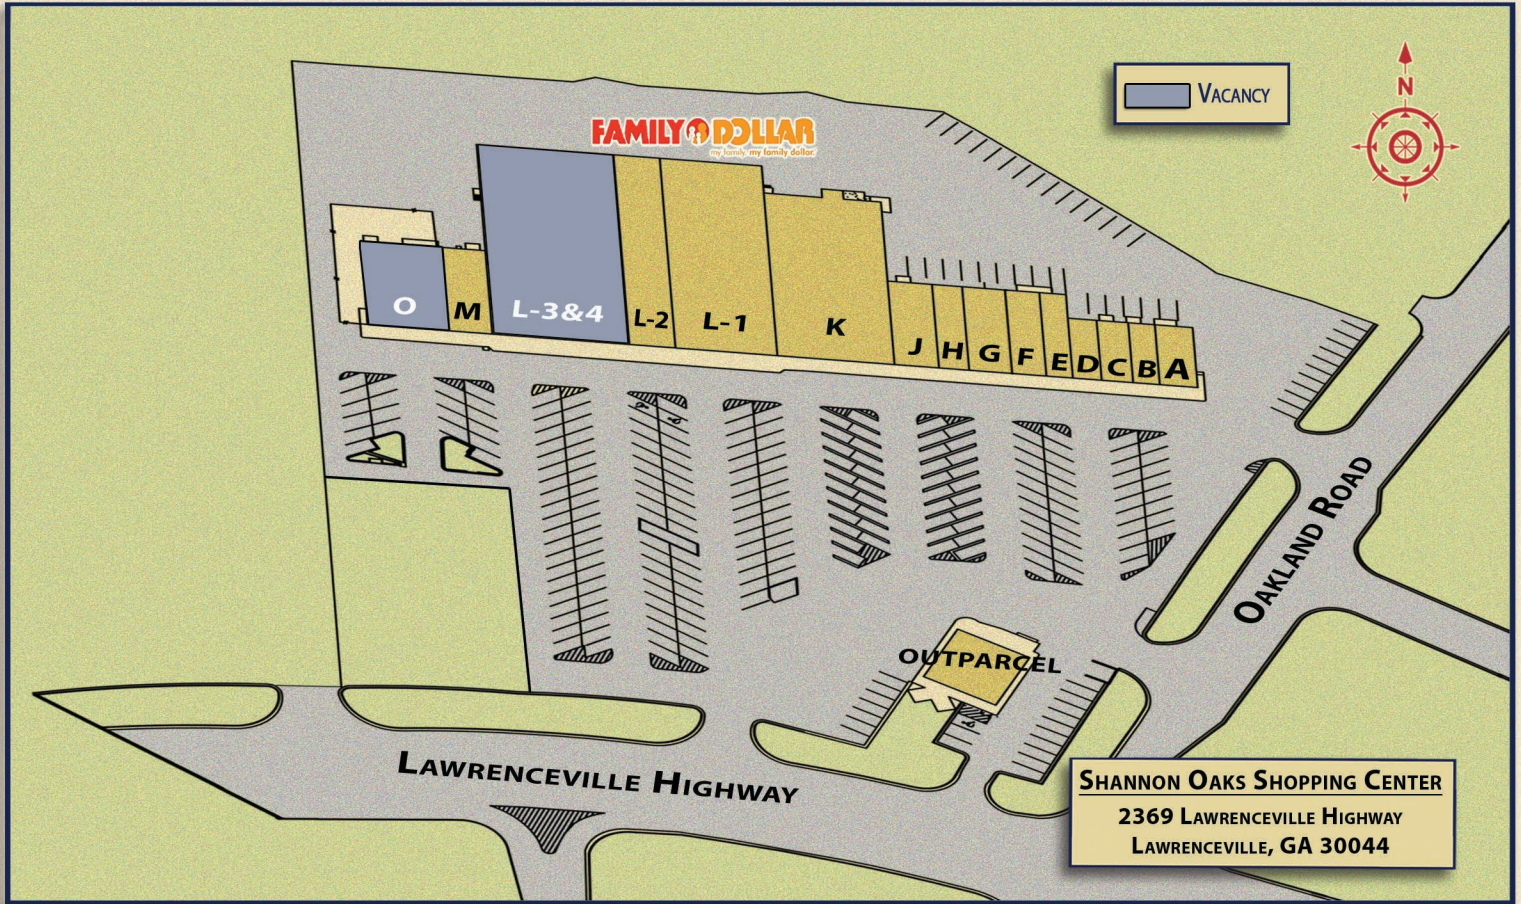 FAMILY DOLLAR
my family. my family dollar.
VACANCY
N
O
M
L-3&4
L-2
L-1
K
J
H
G
F
E
D
C
B
A
OAKLAND ROAD
OUTPARCEL
LAWRENCEVILLE HIGHWAY
SHANNON OAKS SHOPPING CENTER
2369 LAWRENCEVILLE HIGHWAY
LAWRENCEVILLE, GA 30044